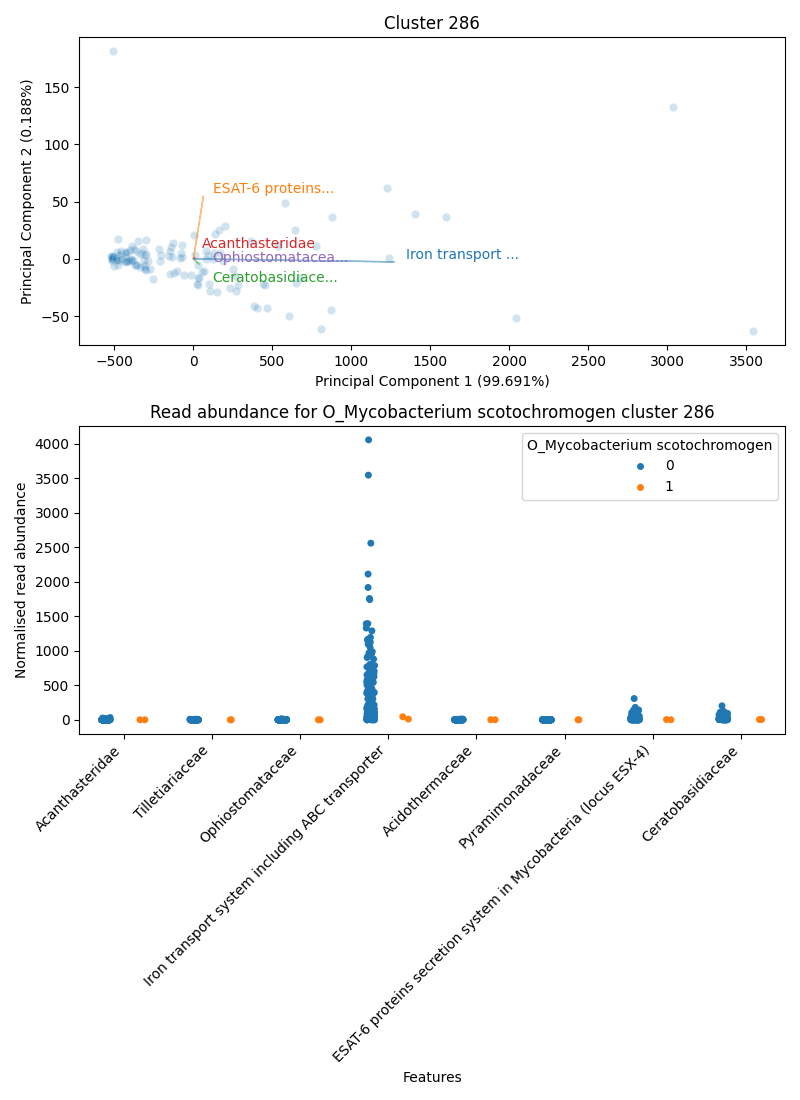 Cluster 286
Principal Component 2 (0.188%)
150
100
50
0
−50
ESAT-6 proteins...
Acanthasteridae
Ophiostomatacea...
Iron transport ...
Ceratobasidiace...
−500
0
500
1000
1500
2000
2500
3000
3500
Principal Component 1 (99.691%)
Read abundance for O_Mycobacterium scotochromogen cluster 286
Normalised read abundance
4000
3500
3000
2500
2000
1500
1000
500
0
O_Mycobacterium scotochromogen
0
1
Acanthasteridae
Tilletiariaceae
Ophiostomataceae
Iron transport system including ABC transporter
Acidothermaceae
Pyramimonadaceae
ESAT-6 proteins secretion system in Mycobacteria (locus ESX-4)
Ceratobasidiaceae
Features